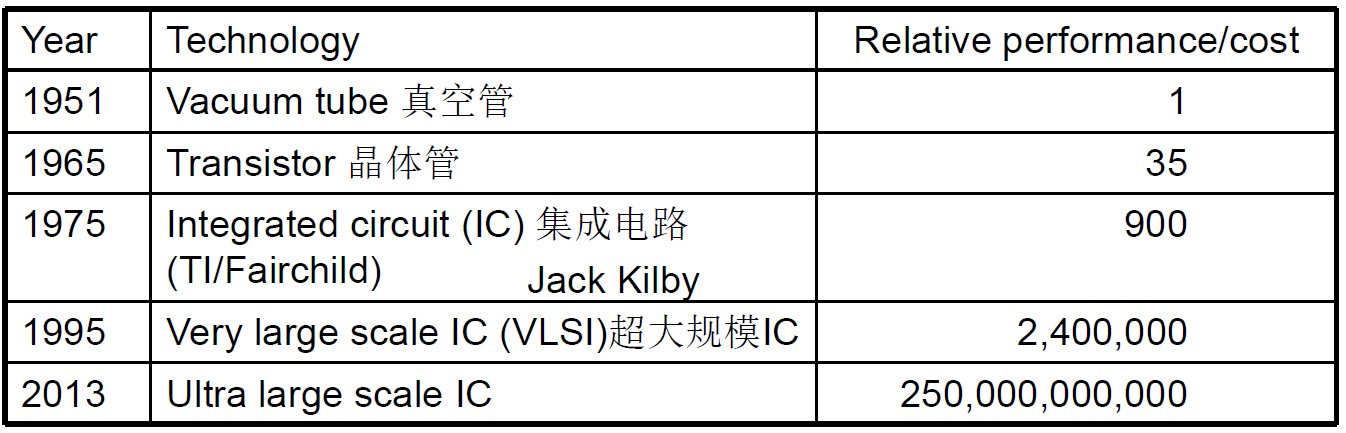 Year Technology Relative performance/cost
1951 Vacuum tube 真空管 1
1965 Transistor 晶体管 35
1975 Integrated circuit (IC) 集成电路 900
(TI/Fairchild) Jack Kilby
1995 Very large scale IC (VLSI)超大规模IC 2,400,000
2013 Ultra large scale IC 250,000,000,000